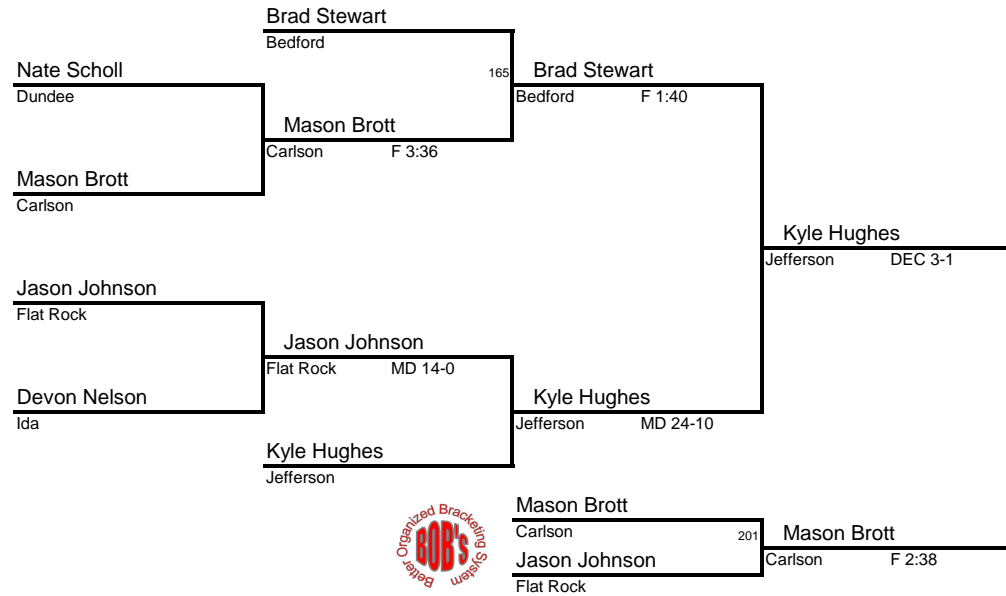 Brad Stewart
Bedford
Nate Scholl
Dundee
165
Brad Stewart
Bedford F 1:40
Mason Brott
Carlson F 3:36
Mason Brott
Carlson
Kyle Hughes
Jefferson DEC 3-1
Jason Johnson
Flat Rock
Jason Johnson
Flat Rock MD 14-0
Devon Nelson
Ida
Kyle Hughes
Jefferson MD 24-10
Kyle Hughes
Jefferson
Better Organized Bracketing System
BOB's
Mason Brott
Carlson
201
Mason Brott
Carlson F 2:38
Jason Johnson
Flat Rock